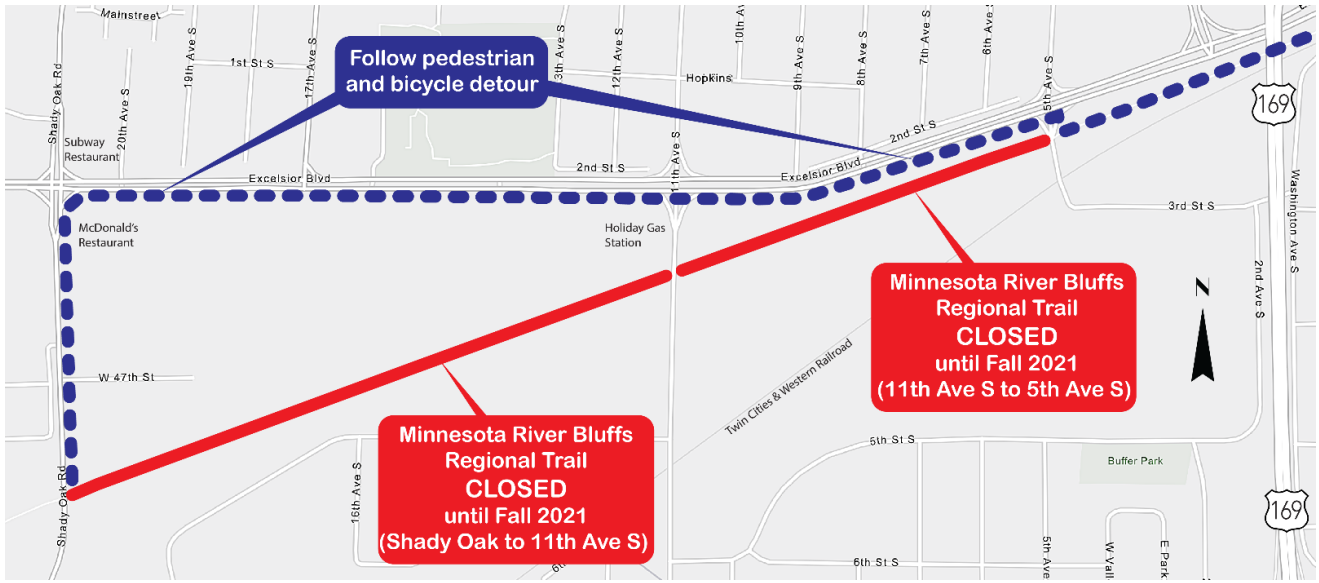 Mainstreet
Shady Oak Rd
20th Ave S
19th Ave S
1st St S
17th Ave S
Follow pedestrian
and bicycle detour
3th Ave S
12th Ave S
Hopkins
10th Av
9th Ave S
8th Ave S
7th Ave S
6th Ave S
5th Ave S
169
Subway
Restaurant
Excelsior Blvd
2nd St S
11th Ave S
Excelsior Blvd
2nd St S
McDonald's
Restaurant
Holiday Gas
Station
3rd St S
Washington Ave S
2nd Ave S
N
Minnesota River Bluffs
Regional Trail
CLOSED
until Fall 2021
(11th Ave S to 5th Ave S)
Twin Cities & Western Railroad
W 47th St
Minnesota River Bluffs
Regional Trail
CLOSED
until Fall 2021
(Shady Oak to 11th Ave S)
Shady Oak Rd
16th Ave S
5th St S
Buffer Park
169
6th St S
5th Ave
W Wall
E Park